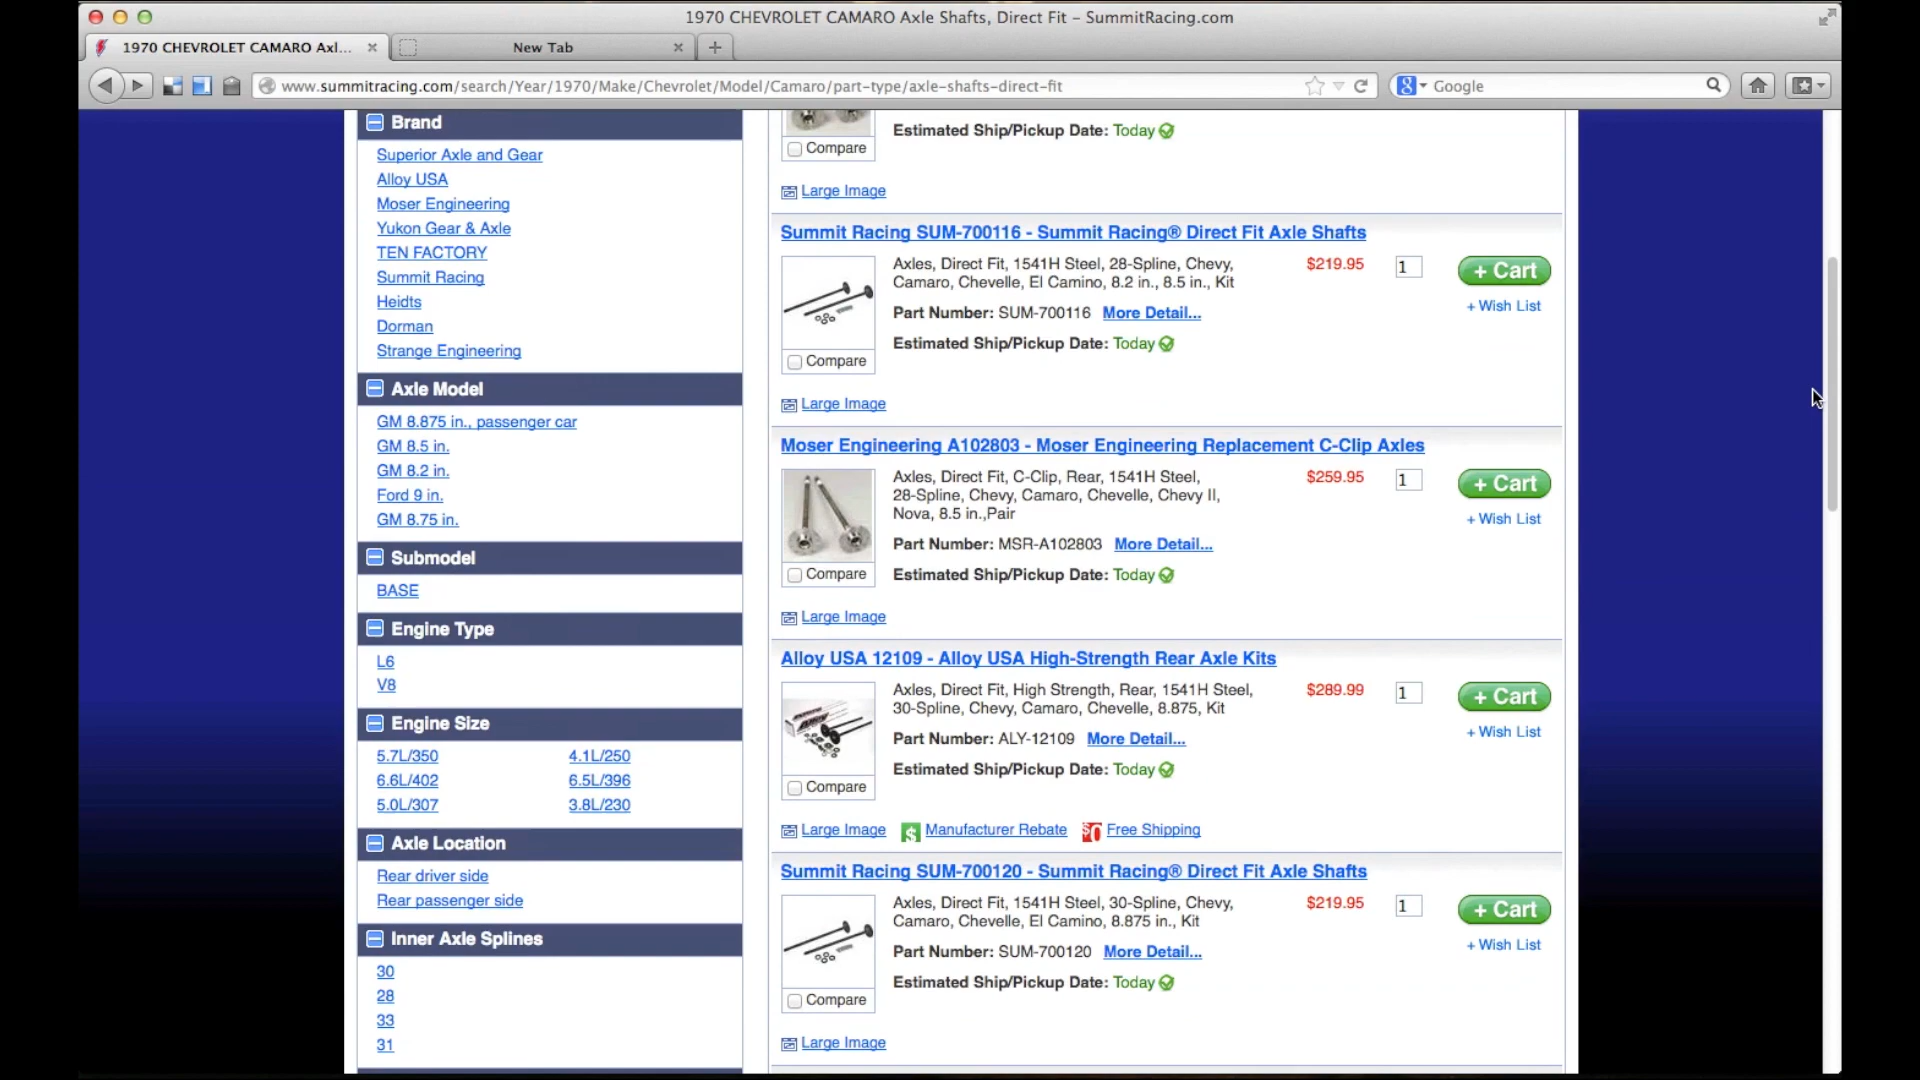 1970 CHEVROLET CAMARO Axle Shafts, Direct Fit – SummitRacing.com
1970 CHEVROLET CAMARO Axl...
New Tab
www.summitracing.com/search/Year/1970/Make/Chevrolet/Model/Camaro/part-type/axle-shafts-direct-fit
Google
Brand
Superior Axle and Gear
Alloy USA
Moser Engineering
Yukon Gear & Axle
TEN FACTORY
Summit Racing
Heidts
Dorman
Strange Engineering
Axle Model
GM 8.875 in., passenger car
GM 8.5 in.
GM 8.2 in.
Ford 9 in.
GM 8.75 in.
Submodel
BASE
Engine Type
L6
V8
Engine Size
5.7L/350 4.1L/250
6.6L/402 6.5L/396
5.0L/307 3.8L/230
Axle Location
Rear driver side
Rear passenger side
Inner Axle Splines
30
28
33
31
Estimated Ship/Pickup Date: Today
Compare
Large Image
Summit Racing SUM-700116 - Summit Racing® Direct Fit Axle Shafts
Axles, Direct Fit, 1541H Steel, 28-Spline, Chevy,
Camaro, Chevelle, El Camino, 8.2 in., 8.5 in., Kit
$219.95
1
+ Cart
+ Wish List
Part Number: SUM-700116 More Detail...
Estimated Ship/Pickup Date: Today
Compare
Large Image
Moser Engineering A102803 - Moser Engineering Replacement C-Clip Axles
Axles, Direct Fit, C-Clip, Rear, 1541H Steel,
28-Spline, Chevy, Camaro, Chevelle, Chevy II,
Nova, 8.5 in.,Pair
$259.95
1
+ Cart
+ Wish List
Part Number: MSR-A102803 More Detail...
Estimated Ship/Pickup Date: Today
Compare
Large Image
Alloy USA 12109 - Alloy USA High-Strength Rear Axle Kits
Axles, Direct Fit, High Strength, Rear, 1541H Steel,
30-Spline, Chevy, Camaro, Chevelle, 8.875, Kit
$289.99
1
+ Cart
+ Wish List
Part Number: ALY-12109 More Detail...
Estimated Ship/Pickup Date: Today
Compare
Large Image Manufacturer Rebate $0 Free Shipping
Summit Racing SUM-700120 - Summit Racing® Direct Fit Axle Shafts
Axles, Direct Fit, 1541H Steel, 30-Spline, Chevy,
Camaro, Chevelle, El Camino, 8.875 in., Kit
$219.95
1
+ Cart
+ Wish List
Part Number: SUM-700120 More Detail...
Estimated Ship/Pickup Date: Today
Compare
Large Image